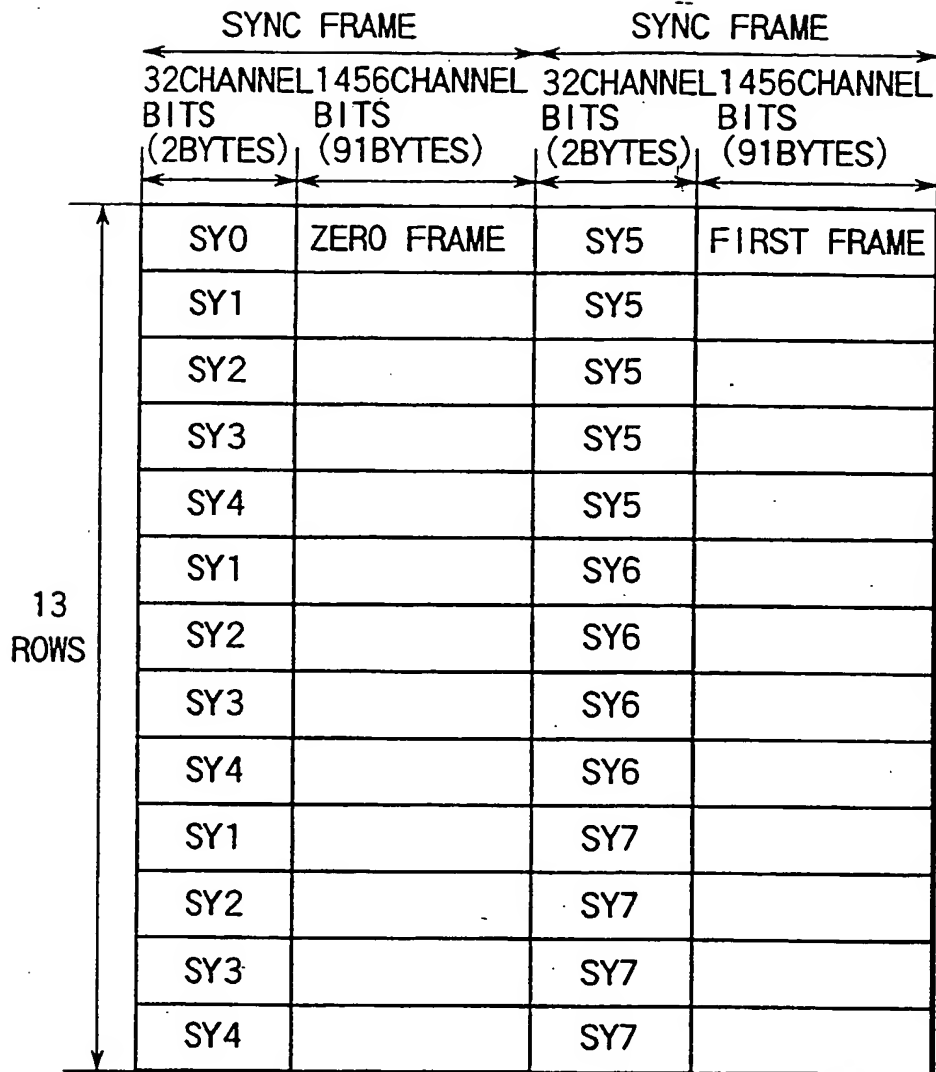 SYNC FRAME SYNC FRAME
32CHANNEL 1456CHANNEL 32CHANNEL 1456CHANNEL
BITS BITS BITS BITS
(2BYTES) (91BYTES) (2BYTES) (91BYTES)
SY0 ZERO FRAME SY5 FIRST FRAME
SY1 SY5
SY2 SY5
SY3 SY5
SY4 SY5
SY1 SY6
13
ROWS
SY2 SY6
SY3 SY6
SY4 SY6
SY1 SY7
SY2 SY7
SY3 SY7
SY4 SY7